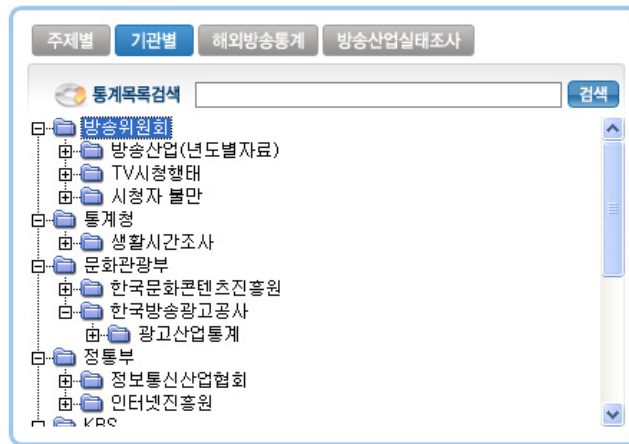 주제별 기관별 해외방송통계 방송산업실태조사
통계목록검색 검색
방송위원회
방송산업(년도별자료)
TV시청행태
시청자 불만
통계청
생활시간조사
문화관광부
한국문화콘텐츠진흥원
한국방송광고공사
광고산업통계
정통부
정보통신산업협회
인터넷진흥원
KBS